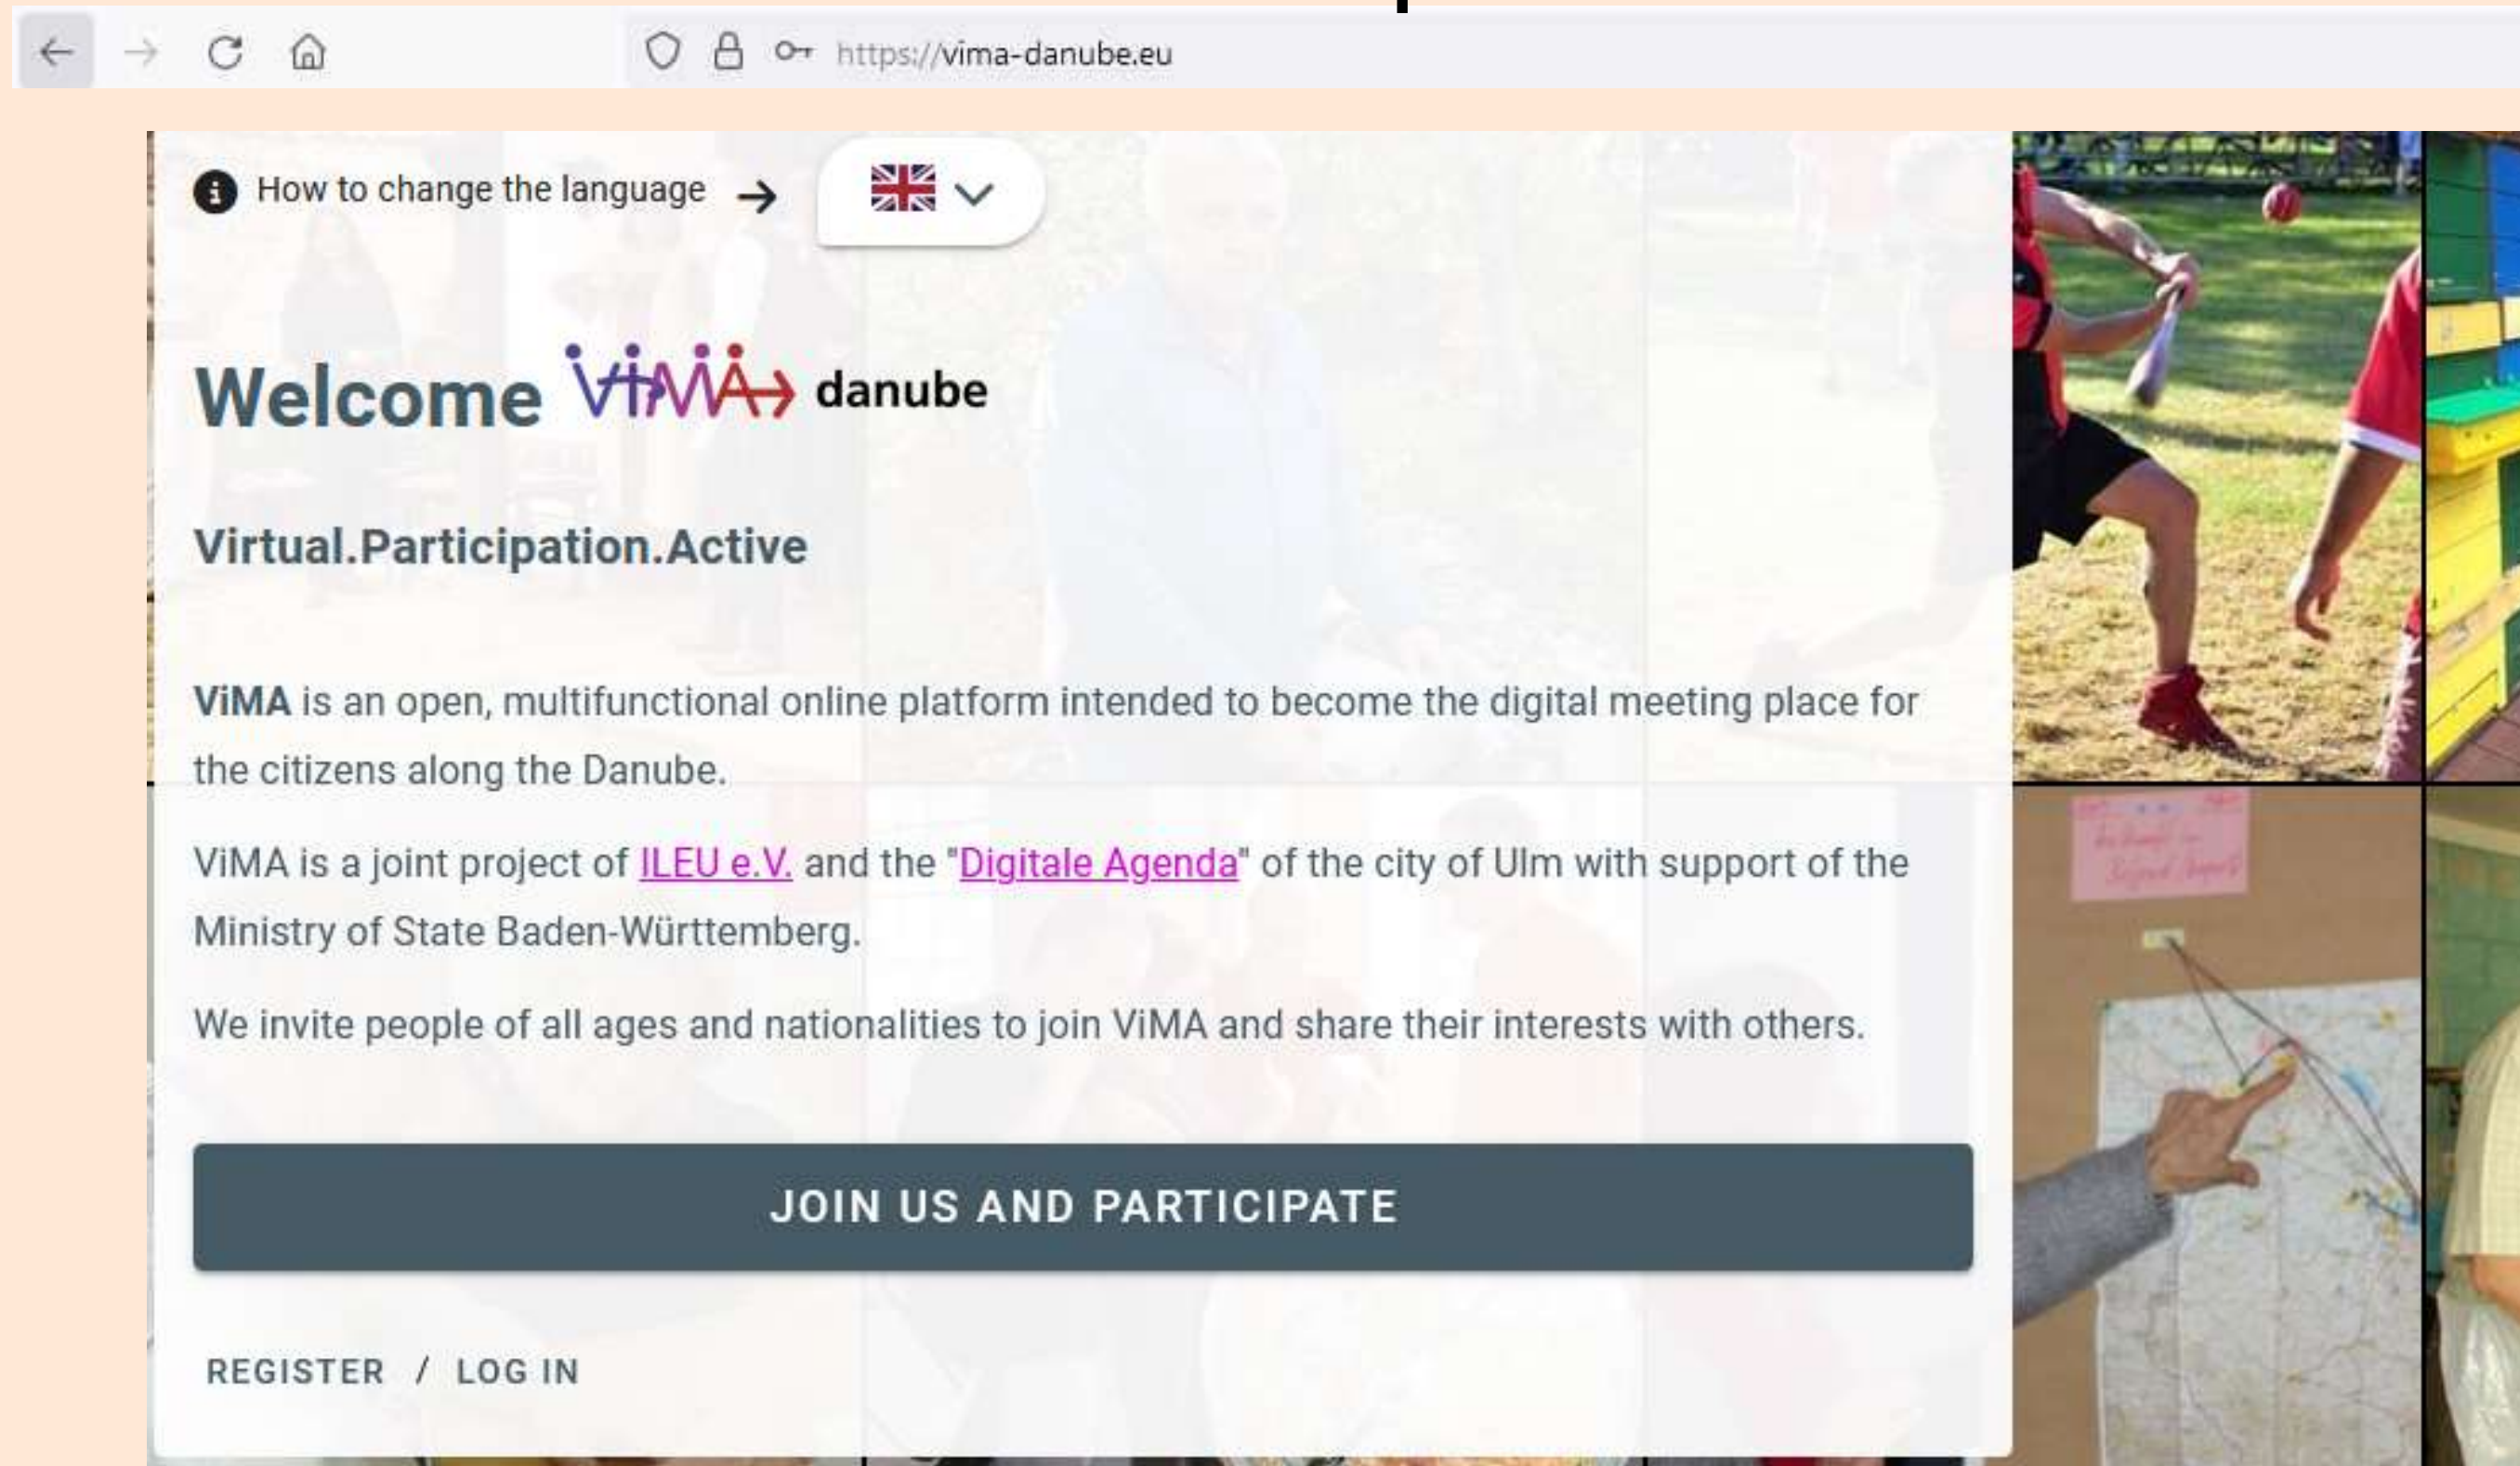 https://vima-danube.eu
How to change the language
Welcome ViMA danube
Virtual.Participation.Active
ViMA is an open, multifunctional online platform intended to become the digital meeting place for
the citizens along the Danube.
ViMA is a joint project of ILEU e.V. and the "Digitale Agenda" of the city of Ulm with support of the
Ministry of State Baden-Württemberg.
We invite people of all ages and nationalities to join ViMA and share their interests with others.
JOIN US AND PARTICIPATE
REGISTER / LOG IN